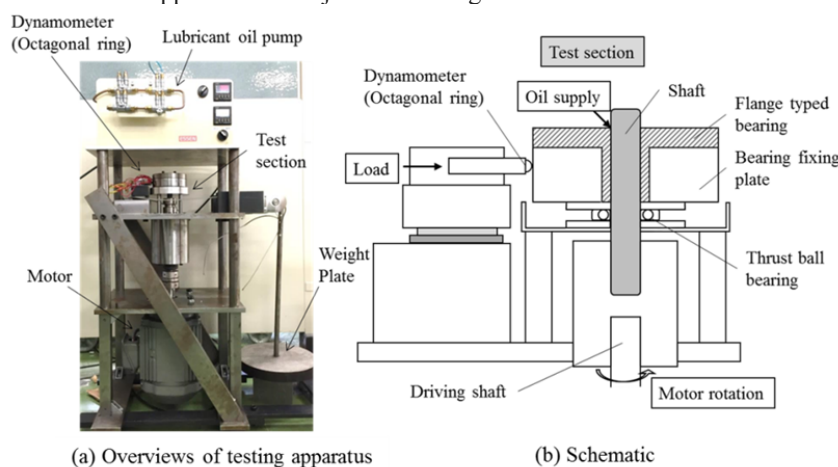 Dynamometer
(Octagonal ring)
Lubricant oil pump
Test
section
Motor
Weight
Plate
(a) Overviews of testing apparatus
Test section
Dynamometer
(Octagonal ring)
Oil supply
Shaft
Flange typed
bearing
Load
Bearing fixing
plate
Thrust ball
bearing
Driving shaft
Motor rotation
(b) Schematic